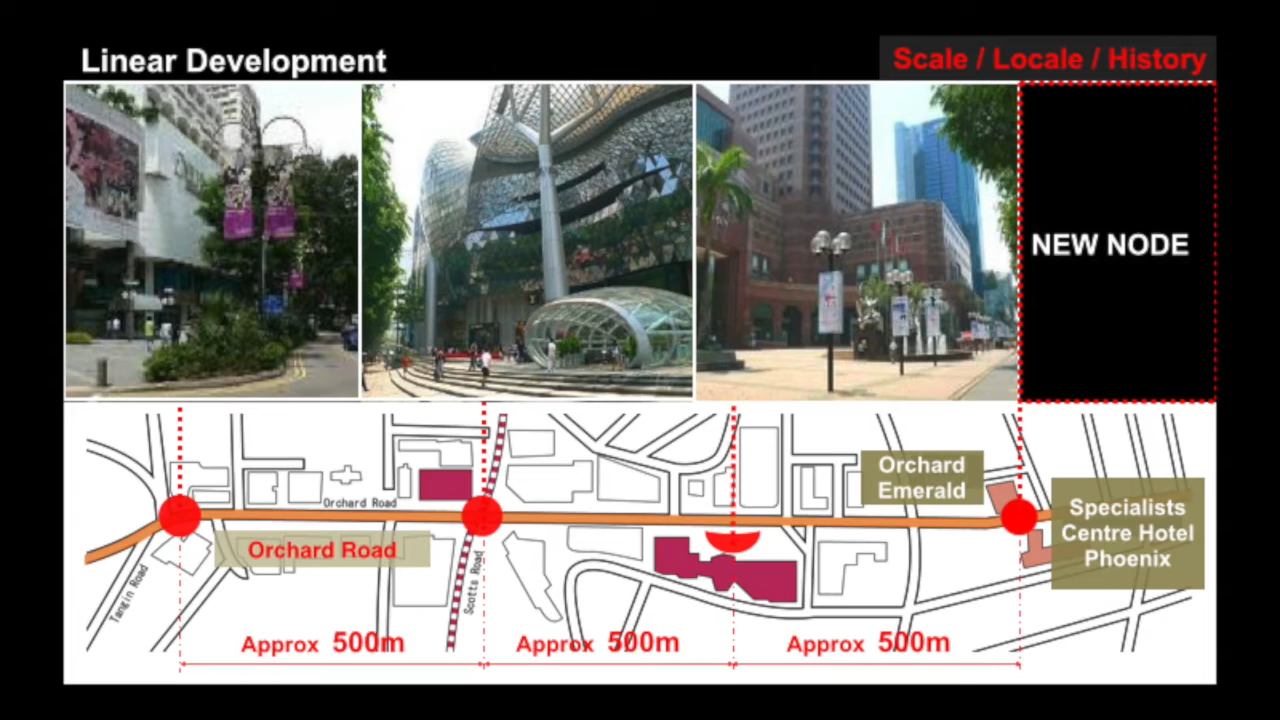 Linear Development
Scale / Locale / History
NEW NODE
Orchard
Emerald
Orchard Road
Specialists
Centre Hotel
Phoenix
Orchard Road
Tangin Road
Scotts Road
Approx 500m
Approx 500m
Approx 500m